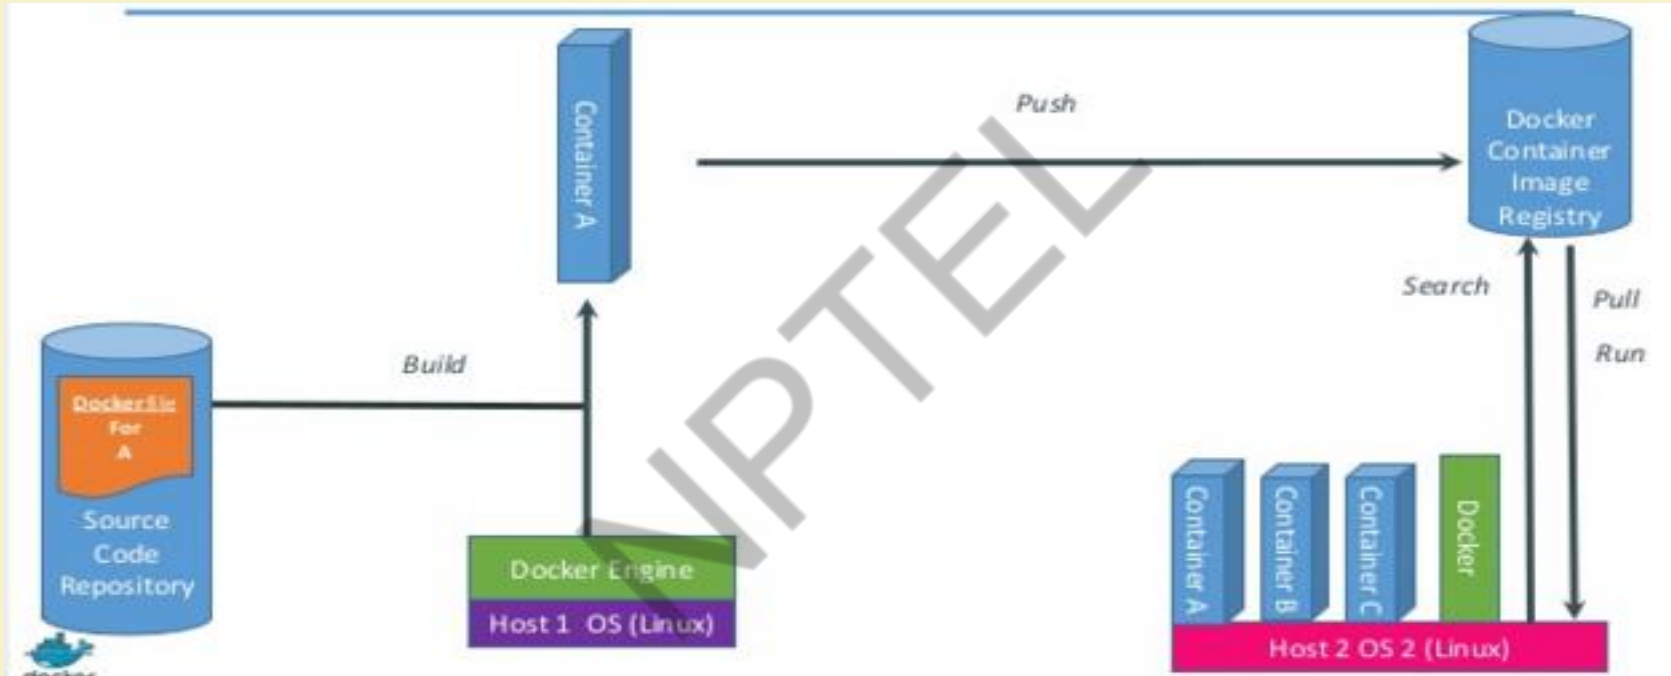 Container A
Push
Docker
Container
Image
Registry
Search
Pull
Run
Build
Dockerfile
For
A
Source
Code
Repository
Docker Engine
Host 1 OS (Linux)
Container A
Container B
Container C
Docker
Host 2 OS 2 (Linux)
NPTEL
docker